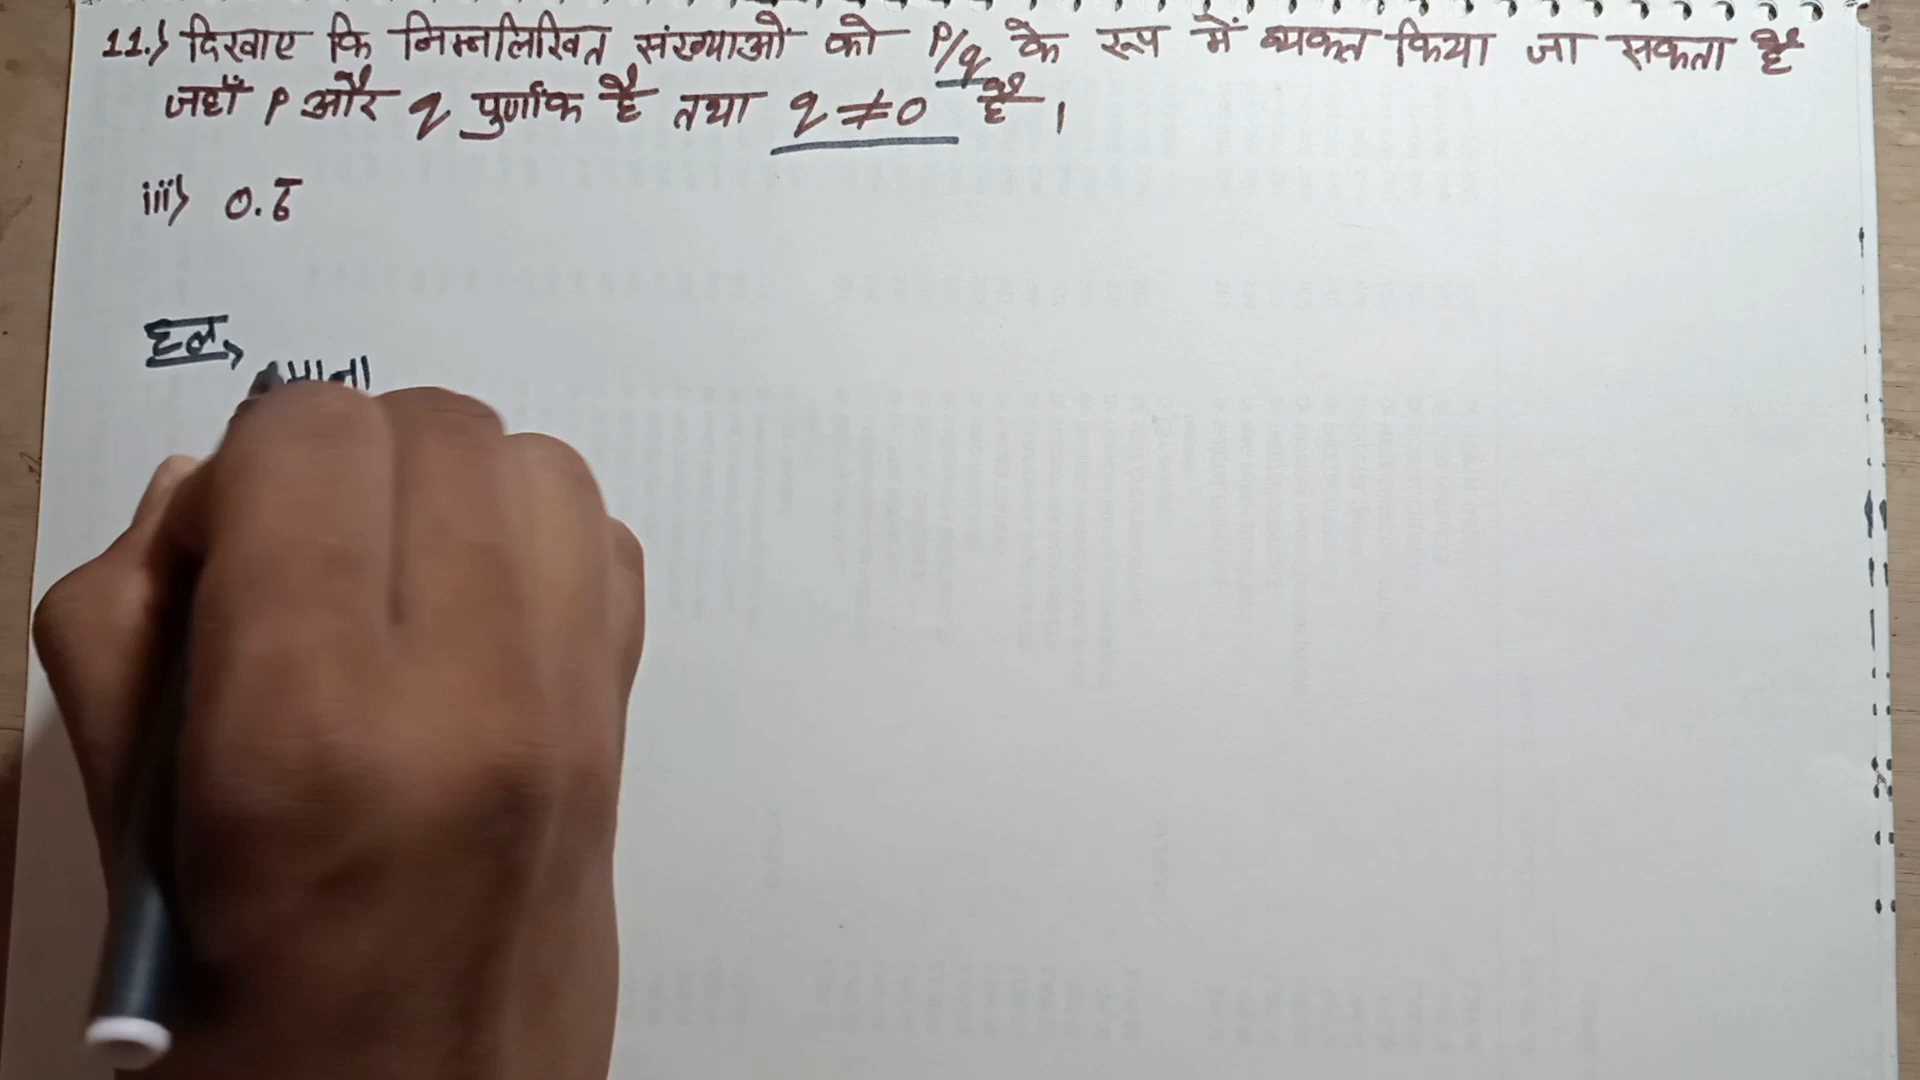 11.) दिखाए कि निम्नलिखित संख्याओं को P/q के रूप में व्यक्त किया जा सकता है
जहाँ P और q पुर्णांक है तथा q ≠ 0 है ।
iii) 0.6̅
हल→
माना